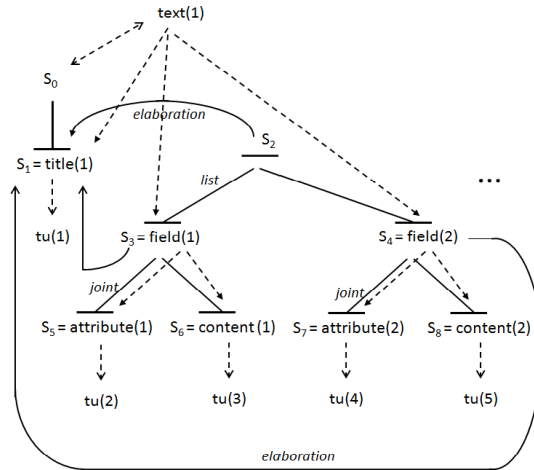 text(1)
S₀
elaboration
S₂
S₁ = title(1)
list
...
tu(1)
S₃ = field(1)
S₄ = field(2)
joint
joint
S₅ = attribute(1)
S₆ = content (1)
S₇ = attribute(2)
S₈ = content(2)
tu(2)
tu(3)
tu(4)
tu(5)
elaboration